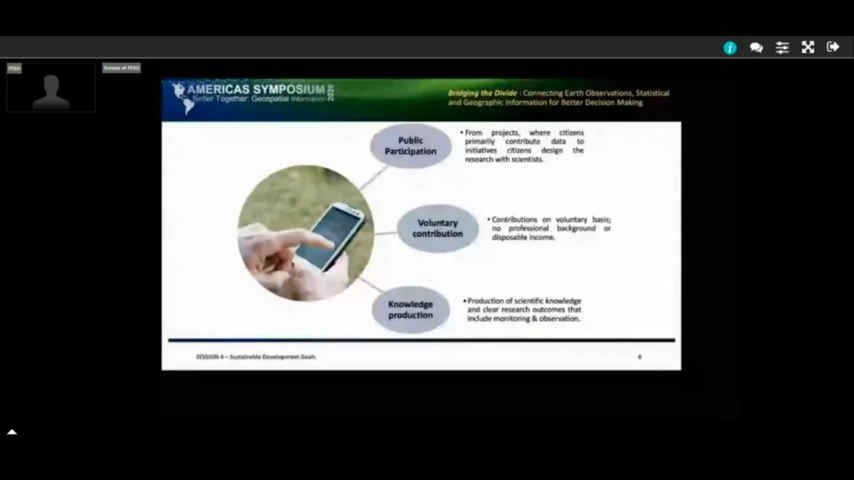 AMERICAS SYMPOSIUM
2020
Better Together: Geospatial Information
Bridging the Divide : Connecting Earth Observations, Statistical
and Geographic Information for Better Decision Making
Public
Participation
• From projects, where citizens
primarily contribute data to
initiatives citizens design the
research with scientists.
Voluntary
contribution
• Contributions on voluntary basis;
no professional background or
disposable income.
Knowledge
production
• Production of scientific knowledge
and clear research outcomes that
include monitoring & observation.
SESSION 4 – Sustainable Development Goals